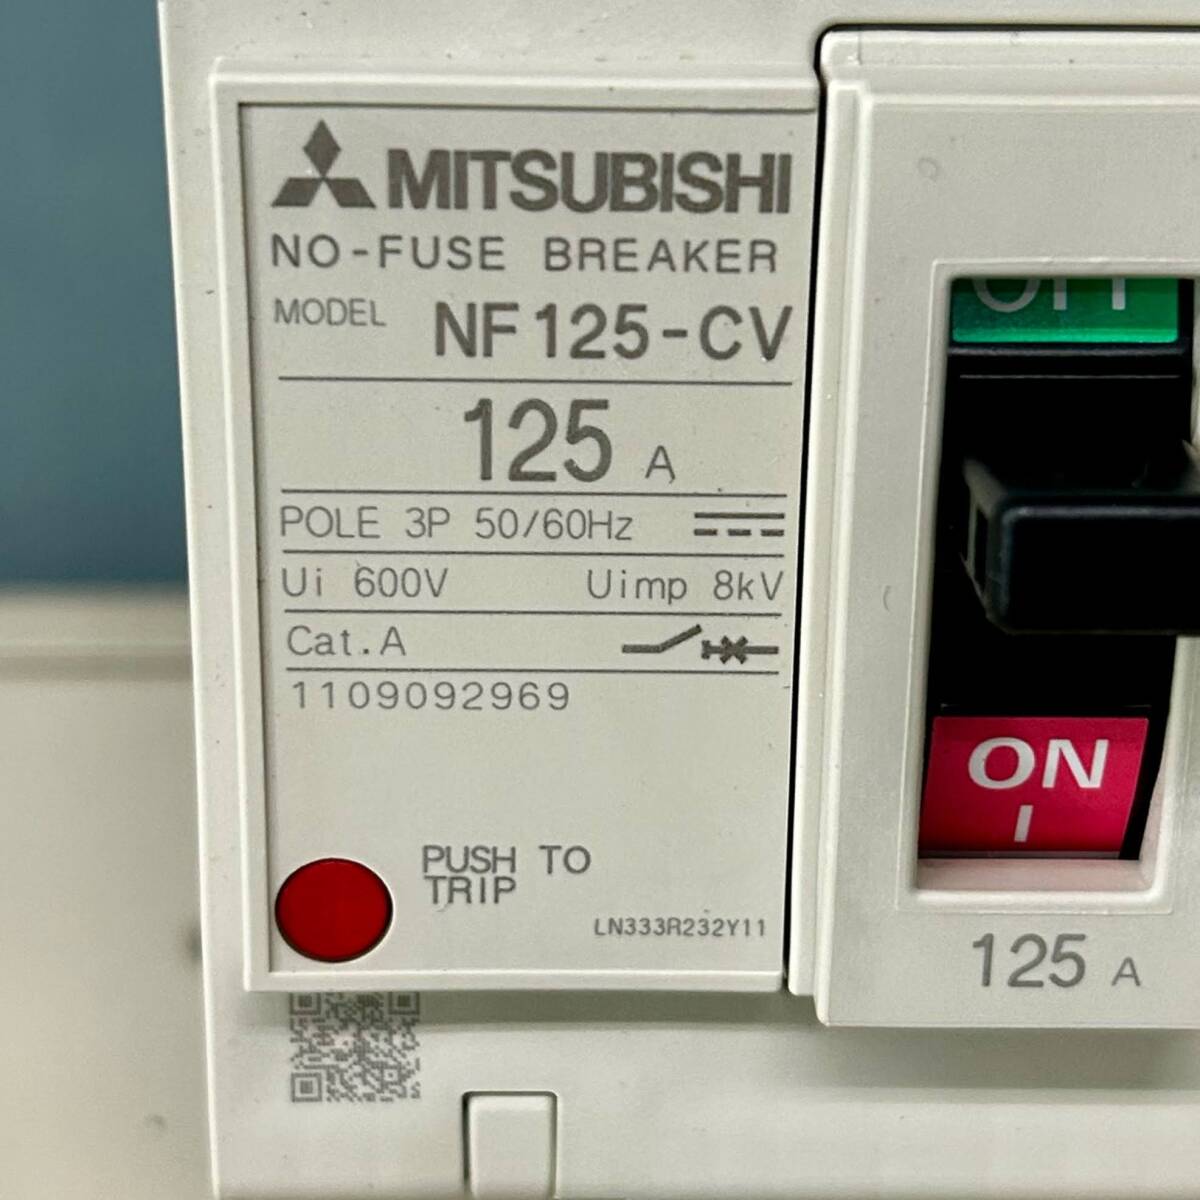 MITSUBISHI
NO-FUSE BREAKER
MODEL NF125-CV
125 A
POLE 3P 50/60Hz
Ui 600V Uimp 8kV
Cat.A
1109092969
PUSH TO
TRIP
LN333R232Y11
OFF
ON
I
125 A